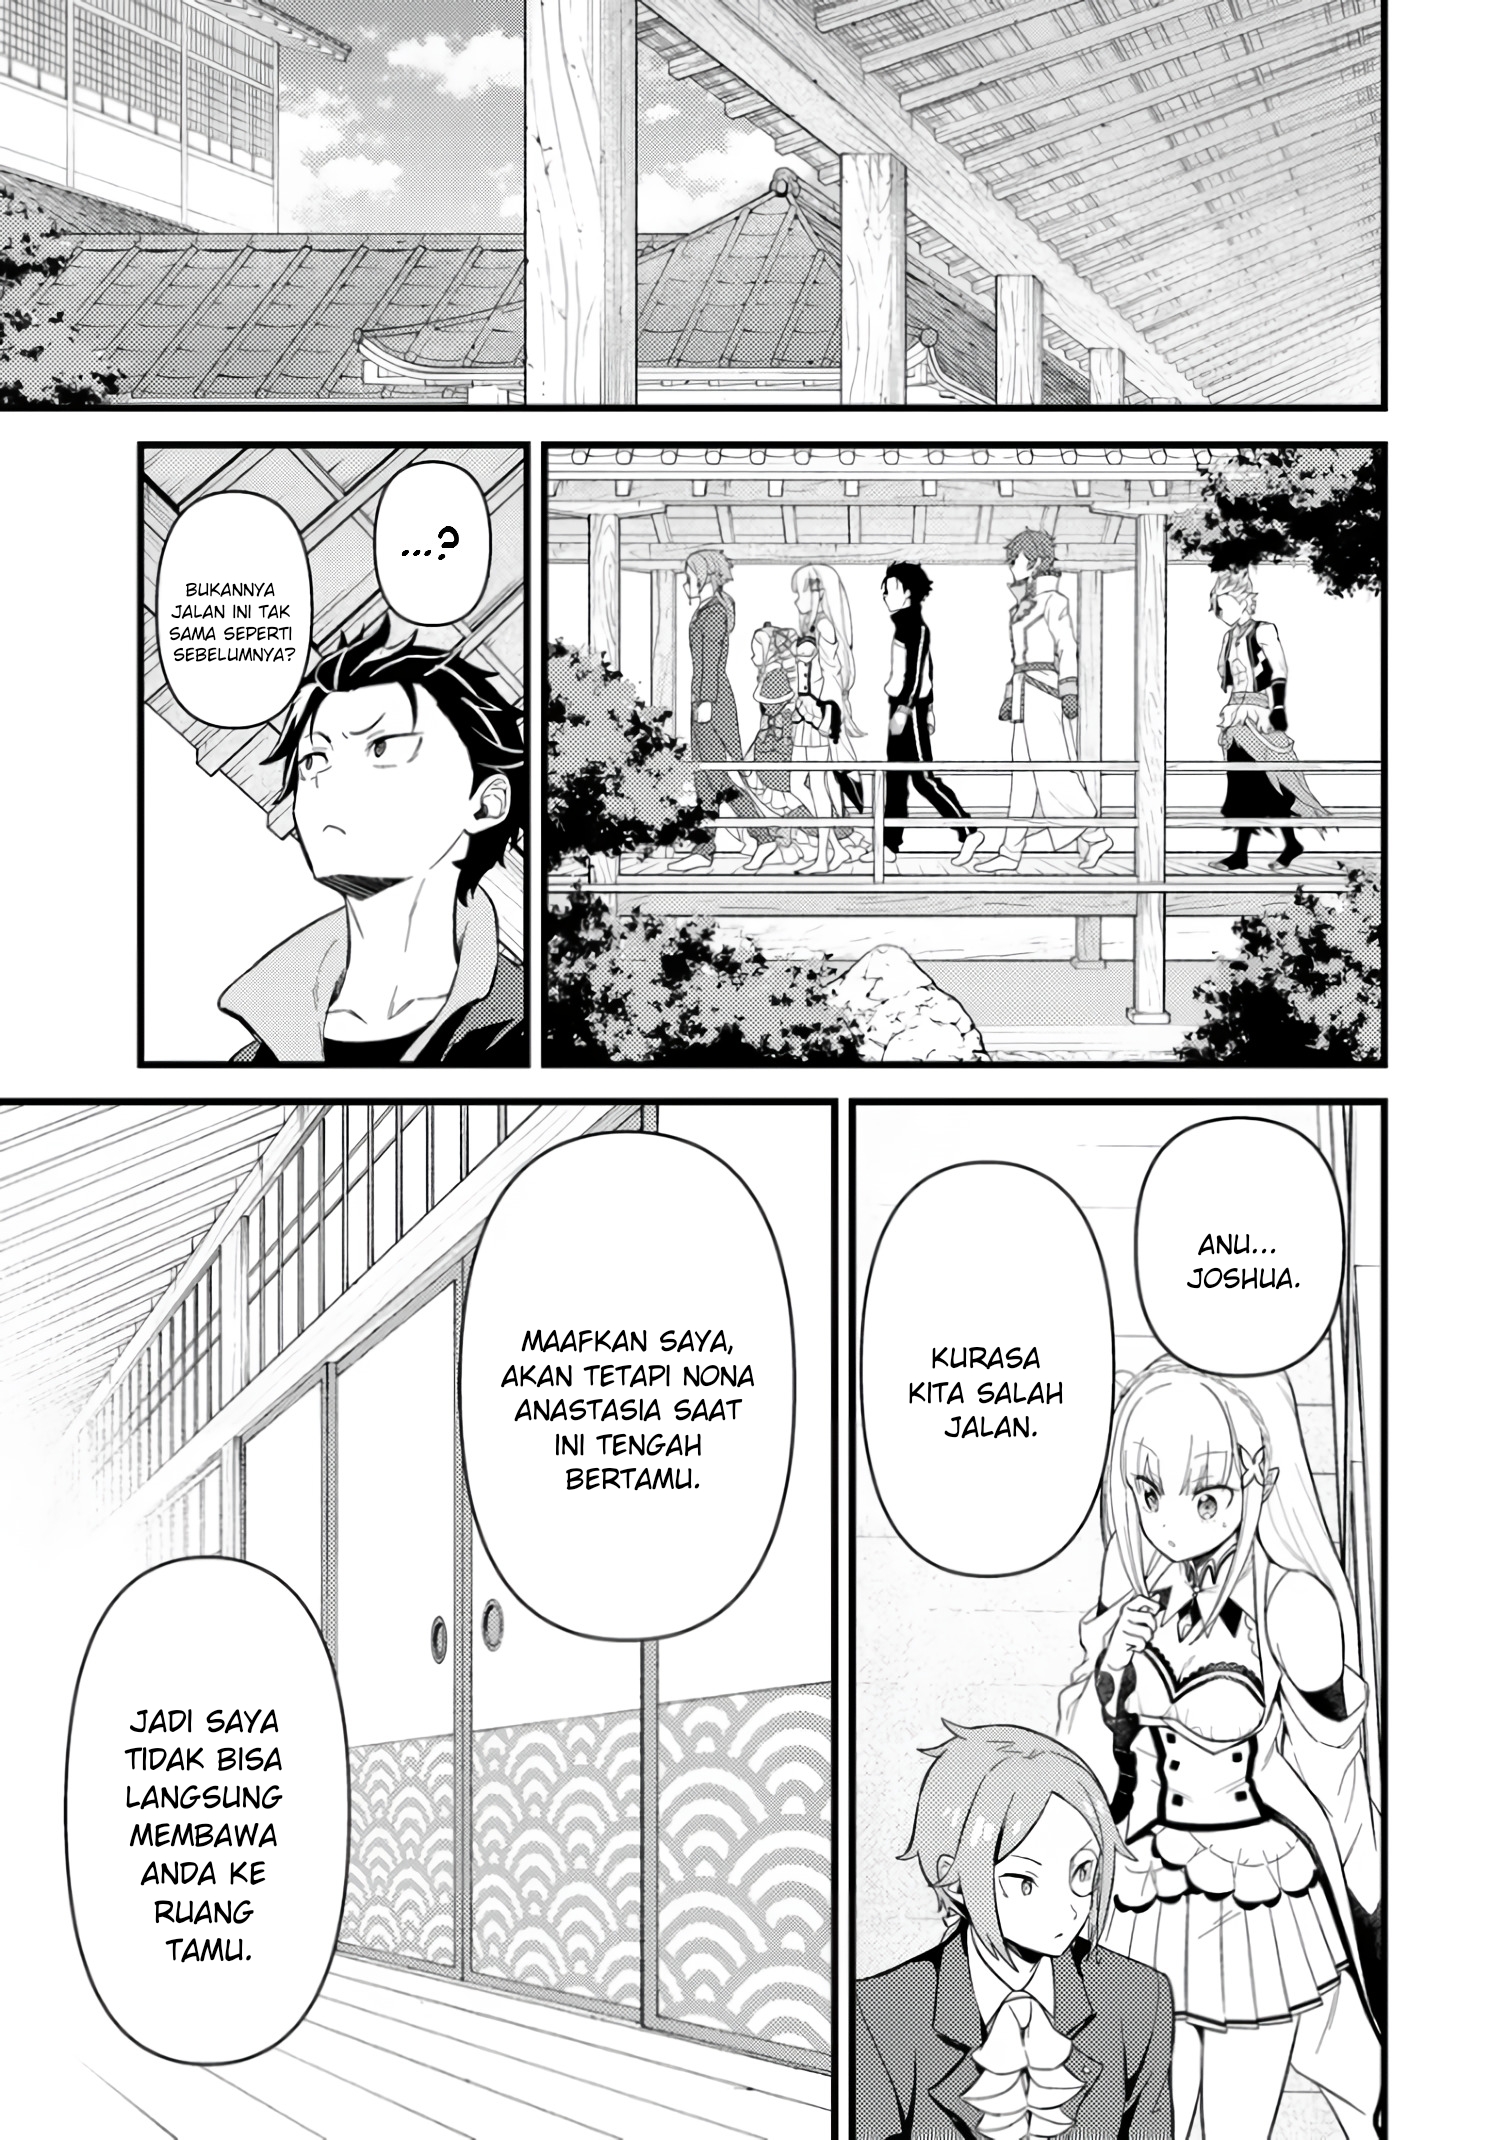 ...?
BUKANNYA
JALAN INI TAK
SAMA SEPERTI
SEBELUMNYA?
ANU...
JOSHUA.
KURASA
KITA SALAH
JALAN.
MAAFKAN SAYA,
AKAN TETAPI NONA
ANASTASIA SAAT
INI TENGAH
BERTAMU.
JADI SAYA
TIDAK BISA
LANGSUNG
MEMBAWA
ANDA KE
RUANG
TAMU.